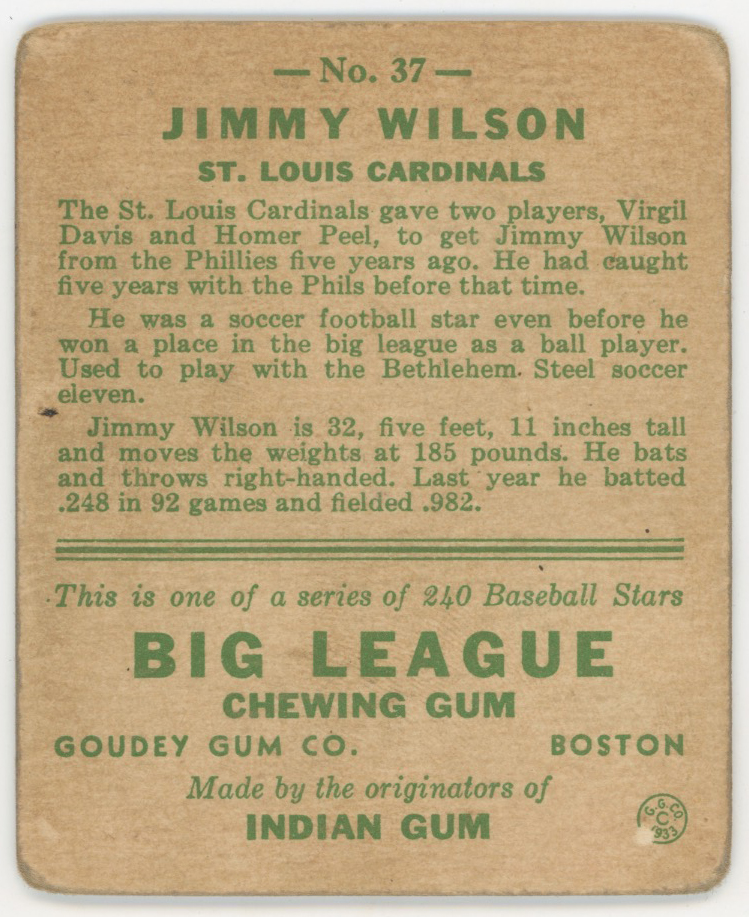 — No. 37 —
JIMMY WILSON
ST. LOUIS CARDINALS
The St. Louis Cardinals gave two players, Virgil
Davis and Homer Peel, to get Jimmy Wilson
from the Phillies five years ago. He had caught
five years with the Phils before that time.
He was a soccer football star even before he
won a place in the big league as a ball player.
Used to play with the Bethlehem Steel soccer
eleven.
Jimmy Wilson is 32, five feet, 11 inches tall
and moves the weights at 185 pounds. He bats
and throws right-handed. Last year he batted
.248 in 92 games and fielded .982.
This is one of a series of 240 Baseball Stars
BIG LEAGUE
CHEWING GUM
GOUDEY GUM CO. BOSTON
Made by the originators of
INDIAN GUM
G.G.CO.
C
1933